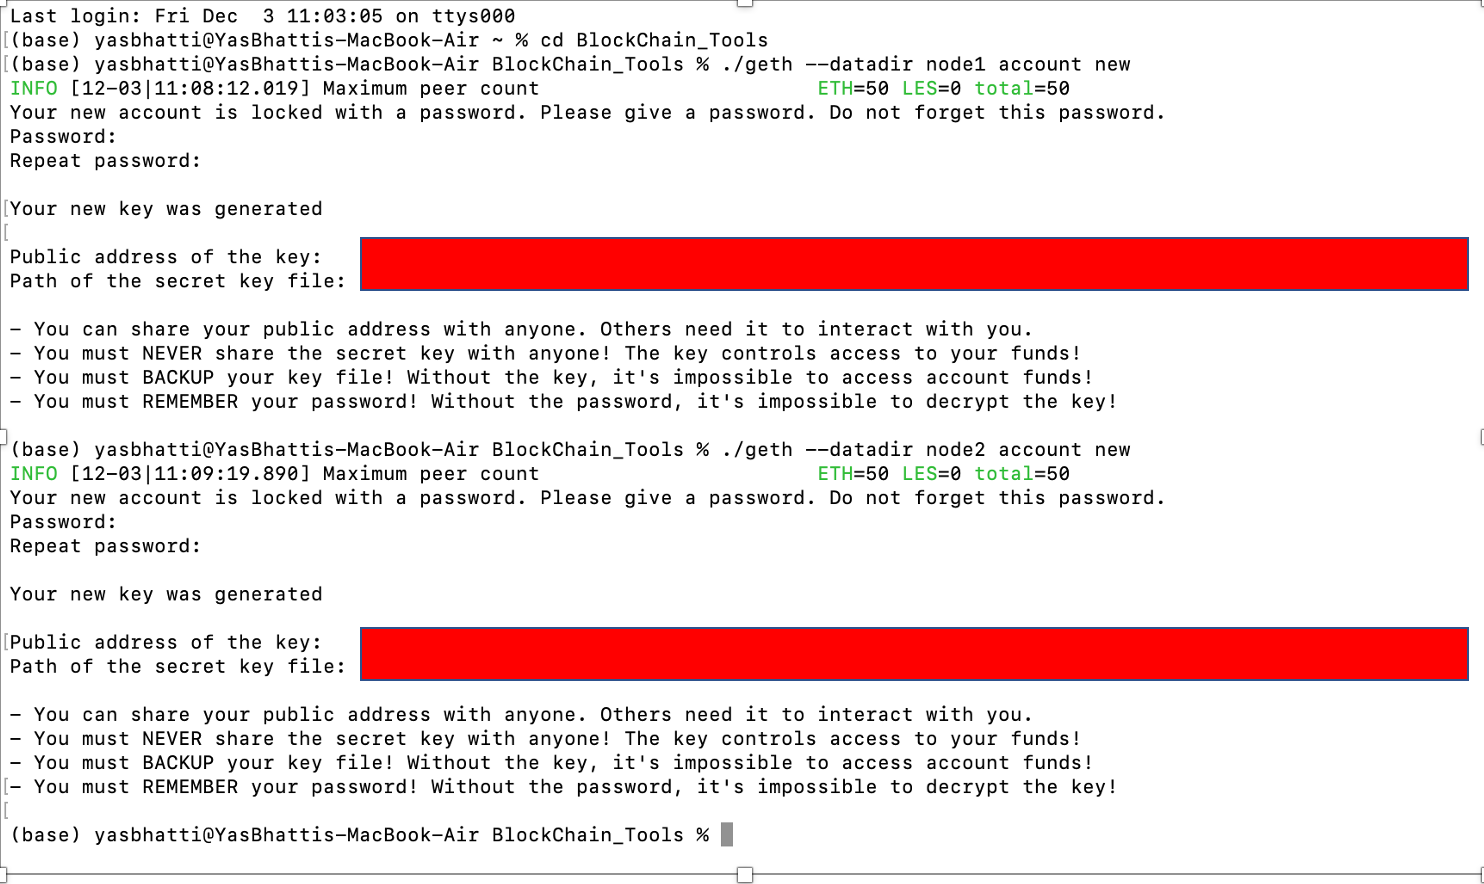 Last login: Fri Dec  3 11:03:05 on ttys000
[(base) yasbhatti@YasBhattis-MacBook-Air ~ % cd BlockChain_Tools
[(base) yasbhatti@YasBhattis-MacBook-Air BlockChain_Tools % ./geth --datadir node1 account new
INFO [12-03|11:08:12.019] Maximum peer count                       ETH=50 LES=0 total=50
Your new account is locked with a password. Please give a password. Do not forget this password.
Password:
Repeat password:
[Your new key was generated
[
Public address of the key:
Path of the secret key file:
- You can share your public address with anyone. Others need it to interact with you.
- You must NEVER share the secret key with anyone! The key controls access to your funds!
- You must BACKUP your key file! Without the key, it's impossible to access account funds!
- You must REMEMBER your password! Without the password, it's impossible to decrypt the key!
(base) yasbhatti@YasBhattis-MacBook-Air BlockChain_Tools % ./geth --datadir node2 account new
INFO [12-03|11:09:19.890] Maximum peer count                       ETH=50 LES=0 total=50
Your new account is locked with a password. Please give a password. Do not forget this password.
Password:
Repeat password:
Your new key was generated
[Public address of the key:
Path of the secret key file:
- You can share your public address with anyone. Others need it to interact with you.
- You must NEVER share the secret key with anyone! The key controls access to your funds!
- You must BACKUP your key file! Without the key, it's impossible to access account funds!
[- You must REMEMBER your password! Without the password, it's impossible to decrypt the key!
[
(base) yasbhatti@YasBhattis-MacBook-Air BlockChain_Tools %